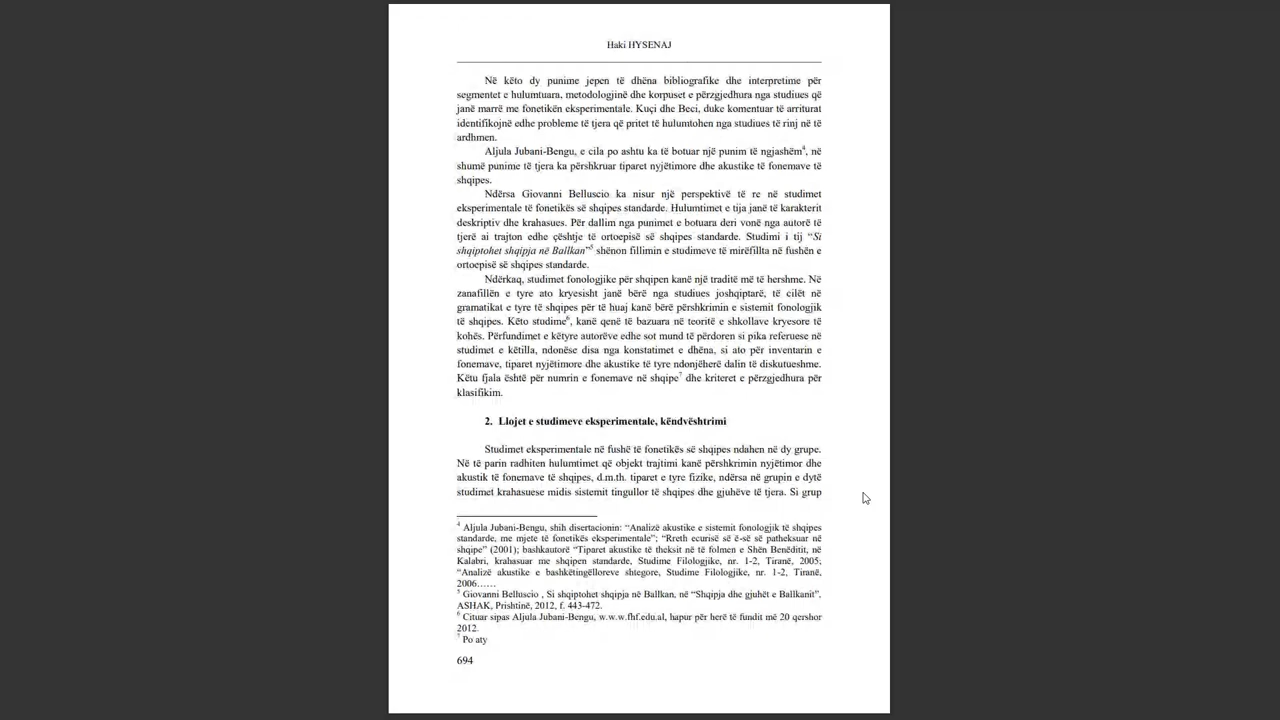 Haki HYSENAJ
Në këto dy punime jepen të dhëna bibliografike dhe interpretime për
segmentet e hulumtuara, metodologjinë dhe korpuset e përzgjedhura nga studiues që
janë marrë me fonetikën eksperimentale. Kuçi dhe Beci, duke komentuar të arriturat
identifikojnë edhe probleme të tjera që pritet të hulumtohen nga studiues të rinj në të
ardhmen.
Aljula Jubani-Bengu, e cila po ashtu ka të botuar një punim të ngjashëm4, në
shumë punime të tjera ka përshkruar tiparet nyjëtimore dhe akustike të fonemave të
shqipes.
Ndërsa Giovanni Belluscio ka nisur një perspektivë të re në studimet
eksperimentale të fonetikës së shqipes standarde. Hulumtimet e tija janë të karakterit
deskriptiv dhe krahasues. Për dallim nga punimet e botuara deri vonë nga autorë të
tjerë ai trajton edhe çështje të ortoepisë së shqipes standarde. Studimi i tij “Si
shqiptohet shqipja në Ballkan”5 shënon fillimin e studimeve të mirëfillta në fushën e
ortoepisë së shqipes standarde.
Ndërkaq, studimet fonologjike për shqipen kanë një traditë më të hershme. Në
zanafillën e tyre ato kryesisht janë bërë nga studiues joshqiptarë, të cilët në
gramatikat e tyre të shqipes për të huaj kanë bërë përshkrimin e sistemit fonologjik
të shqipes. Këto studime6, kanë qenë të bazuara në teoritë e shkollave kryesore të
kohës. Përfundimet e këtyre autorëve edhe sot mund të përdoren si pika referuese në
studimet e këtilla, ndonëse disa nga konstatimet e dhëna, si ato për inventarin e
fonemave, tiparet nyjëtimore dhe akustike të tyre ndonjëherë dalin të diskutueshme.
Këtu fjala është për numrin e fonemave në shqipe7 dhe kriteret e përzgjedhura për
klasifikim.
2. Llojet e studimeve eksperimentale, këndvështrimi
Studimet eksperimentale në fushë të fonetikës së shqipes ndahen në dy grupe.
Në të parin radhiten hulumtimet që objekt trajtimi kanë përshkrimin nyjëtimor dhe
akustik të fonemave të shqipes, d.m.th. tiparet e tyre fizike, ndërsa në grupin e dytë
studimet krahasuese midis sistemit tingullor të shqipes dhe gjuhëve të tjera. Si grup
4 Aljula Jubani-Bengu, shih disertacionin: “Analizë akustike e sistemit fonologjik të shqipes
standarde, me mjete të fonetikës eksperimentale”; “Rreth ecurisë së ë-së së patheksuar në
shqipe” (2001); bashkautorë “Tiparet akustike të theksit në të folmen e Shën Benëditit, në
Kalabri, krahasuar me shqipen standarde, Studime Filologjike, nr. 1-2, Tiranë, 2005;
“Analizë akustike e bashkëtingëlloreve shtegore, Studime Filologjike, nr. 1-2, Tiranë,
2006……
5 Giovanni Belluscio , Si shqiptohet shqipja në Ballkan, në “Shqipja dhe gjuhët e Ballkanit”,
ASHAK, Prishtinë, 2012, f. 443-472.
6 Cituar sipas Aljula Jubani-Bengu, w.w.w.fhf.edu.al, hapur për herë të fundit më 20 qershor
2012.
7 Po aty
694